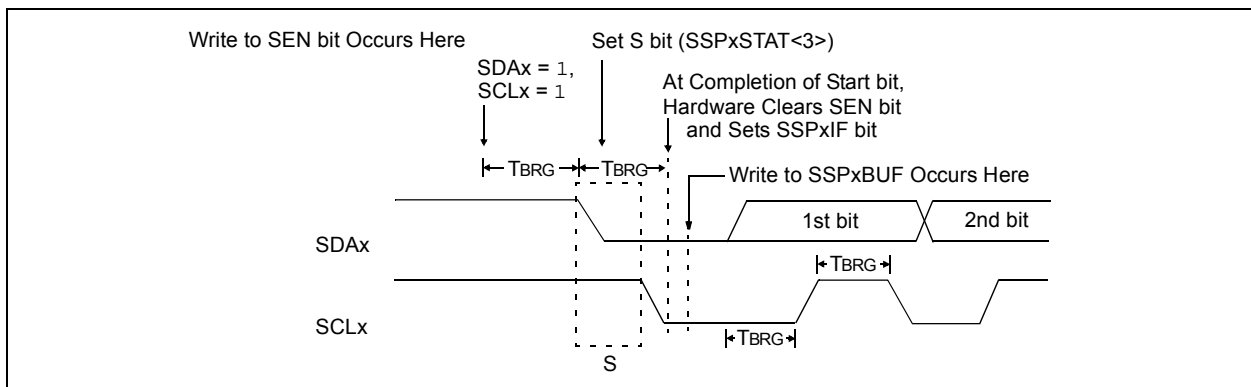 Write to SEN bit Occurs Here
Set S bit (SSPxSTAT<3>)
SDAx = 1,
SCLx = 1
At Completion of Start bit,
Hardware Clears SEN bit
and Sets SSPxIF bit
TBRG
TBRG
Write to SSPxBUF Occurs Here
1st bit
2nd bit
SDAx
TBRG
SCLx
TBRG
S